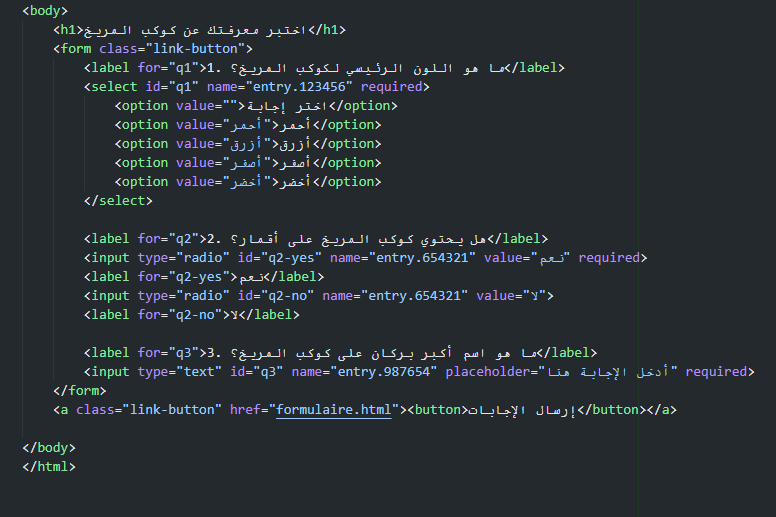 <body>
<h1>اختبر معرفتك عن كوكب المريخ</h1>
<form class="link-button">
<label for="q1">1. ما هو اللون الرئيسي لكوكب المريخ؟</label>
<select id="q1" name="entry.123456" required>
<option value="">اختر إجابة</option>
<option value="أحمر">أحمر</option>
<option value="أزرق">أزرق</option>
<option value="أصفر">أصفر</option>
<option value="أخضر">أخضر</option>
</select>
<label for="q2">2. هل يحتوي كوكب المريخ على أقمار؟</label>
<input type="radio" id="q2-yes" name="entry.654321" value="نعم" required>
<label for="q2-yes">نعم</label>
<input type="radio" id="q2-no" name="entry.654321" value="لا">
<label for="q2-no">لا</label>
<label for="q3">3. ما هو اسم أكبر بركان على كوكب المريخ؟</label>
<input type="text" id="q3" name="entry.987654" placeholder="أدخل الإجابة هنا" required>
</form>
<a class="link-button" href="formulaire.html"><button>إرسال الإجابات</button></a>
</body>
</html>